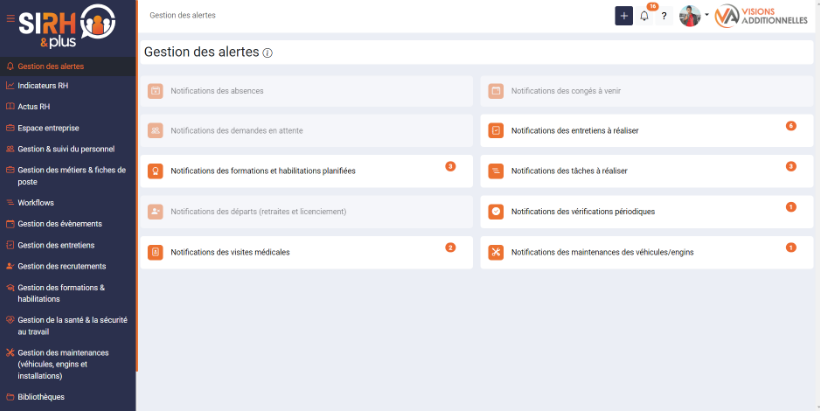 SIRH
&plus
Gestion des alertes
16
?
VISIONS
ADDITIONNELLES
Gestion des alertes
Indicateurs RH
Actus RH
Espace entreprise
Gestion & suivi du personnel
Gestion des métiers & fiches de
poste
Workflows
Gestion des évènements
Gestion des entretiens
Gestion des recrutements
Gestion des formations &
habilitations
Gestion de la santé & la sécurité
au travail
Gestion des maintenances
(véhicules, engins et
installations)
Bibliothèques
Gestion des alertes
Notifications des absences
Notifications des congés à venir
Notifications des demandes en attente
Notifications des entretiens à réaliser
6
Notifications des formations et habilitations planifiées
3
Notifications des tâches à réaliser
3
Notifications des départs (retraites et licenciement)
Notifications des vérifications périodiques
1
Notifications des visites médicales
2
Notifications des maintenances des véhicules/engins
1